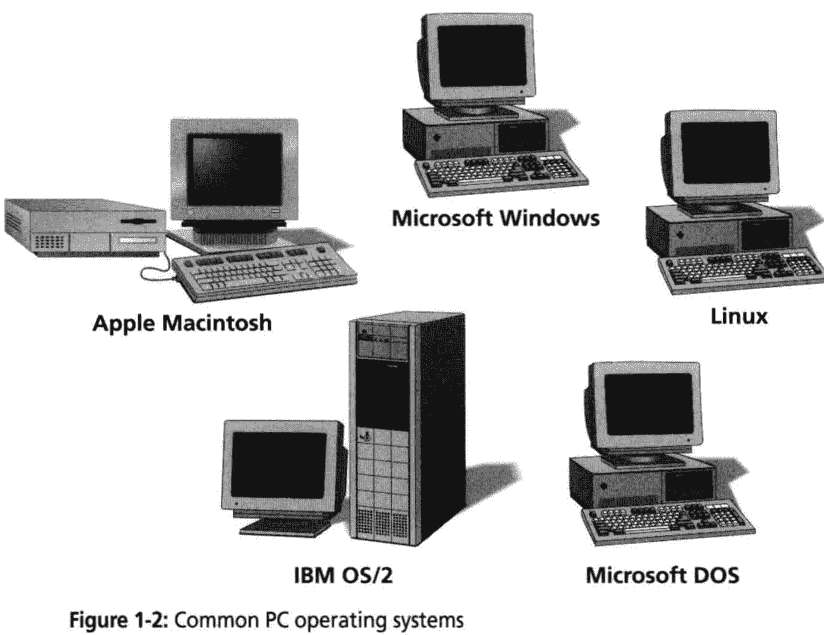 Microsoft Windows
Apple Macintosh
Linux
IBM OS/2
Microsoft DOS
Figure 1-2: Common PC operating systems